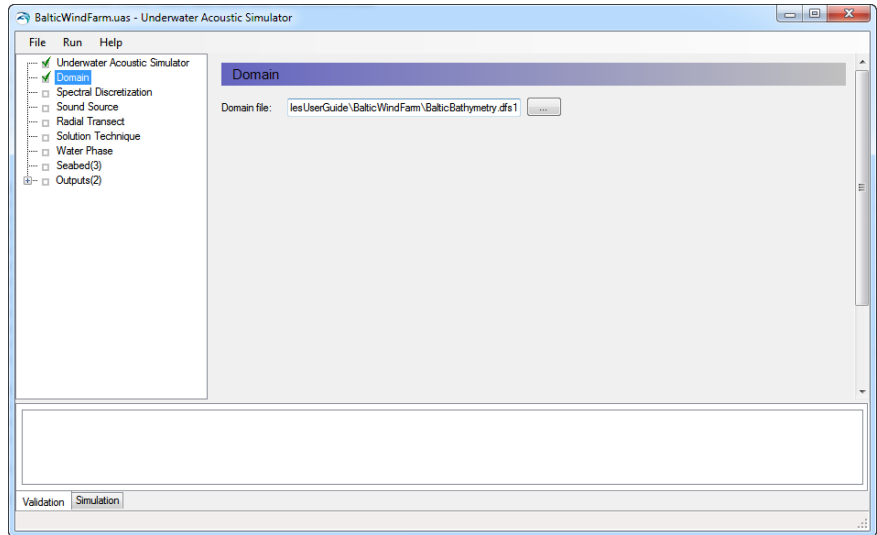 BalticWindFarm.uas - Underwater Acoustic Simulator
File Run Help
Underwater Acoustic Simulator
Domain
Spectral Discretization
Sound Source
Radial Transect
Solution Technique
Water Phase
Seabed(3)
Outputs(2)
Domain
Domain file: lesUserGuide\BalticWindFarm\BalticBathymetry.dfs1 ...
Validation Simulation